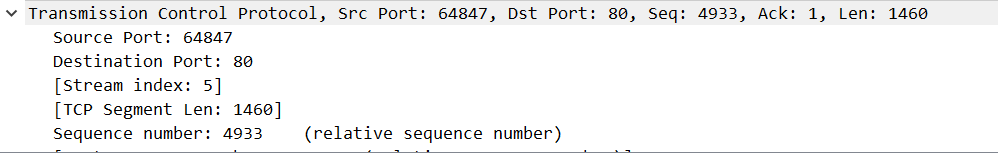 Transmission Control Protocol, Src Port: 64847, Dst Port: 80, Seq: 4933, Ack: 1, Len: 1460
Source Port: 64847
Destination Port: 80
[Stream index: 5]
[TCP Segment Len: 1460]
Sequence number: 4933    (relative sequence number)